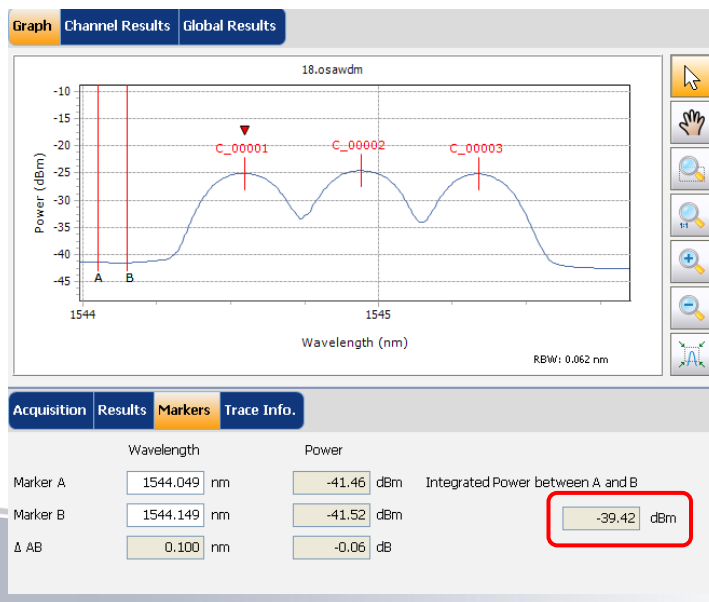 Graph Channel Results Global Results
18.osawdm
-10
-15
-20
-25
-30
-35
-40
-45
Power (dBm)
C_00001
C_00002
C_00003
A
B
1544
1545
Wavelength (nm)
RBW: 0.062 nm
1:1
Acquisition Results Markers Trace Info.
Wavelength Power
Marker A 1544.049 nm -41.46 dBm Integrated Power between A and B
Marker B 1544.149 nm -41.52 dBm -39.42 dBm
Δ AB 0.100 nm -0.06 dB